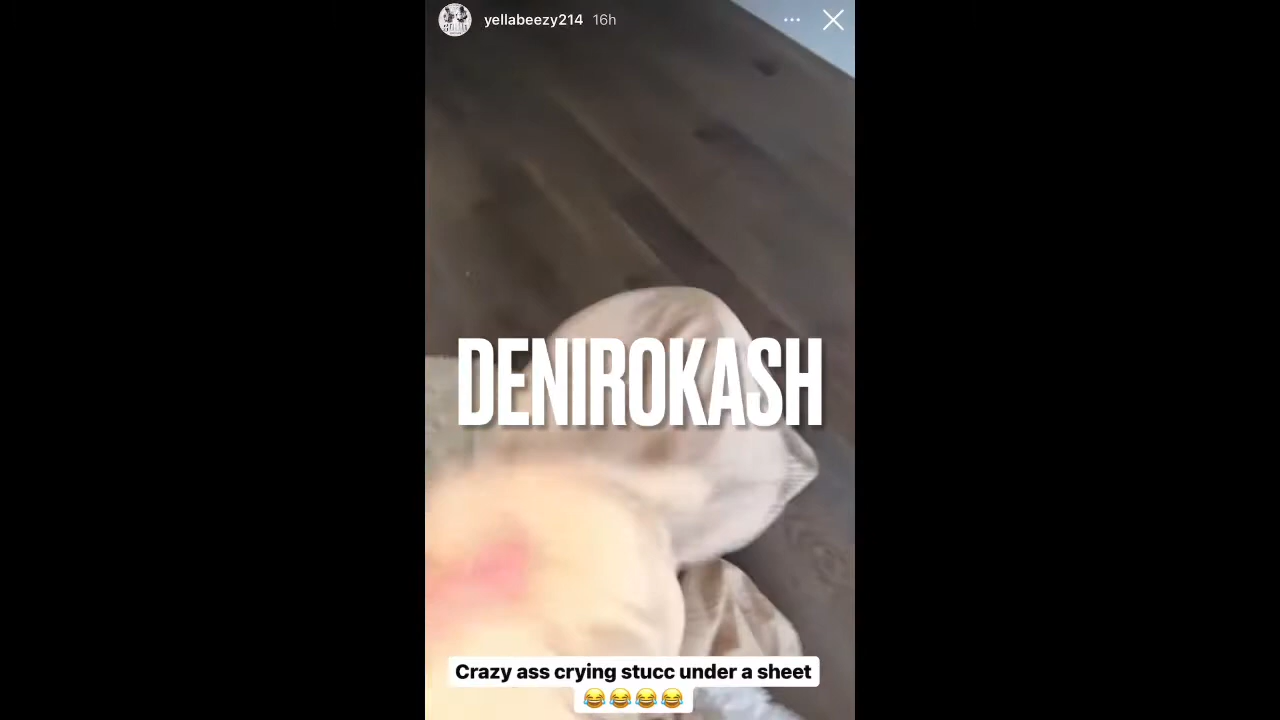 yellabeezy214 16h
DENIROKASH
Crazy ass crying stucc under a sheet
😂😂😂😂